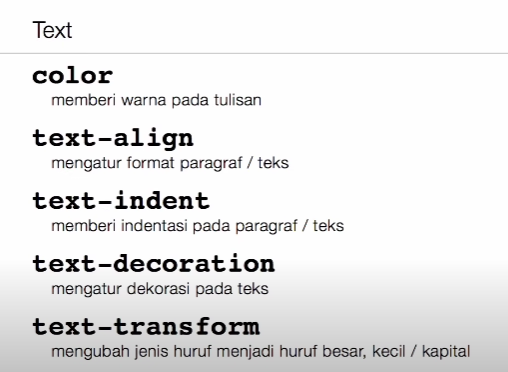 Text
color
memberi warna pada tulisan
text-align
mengatur format paragraf / teks
text-indent
memberi indentasi pada paragraf / teks
text-decoration
mengatur dekorasi pada teks
text-transform
mengubah jenis huruf menjadi huruf besar, kecil / kapital